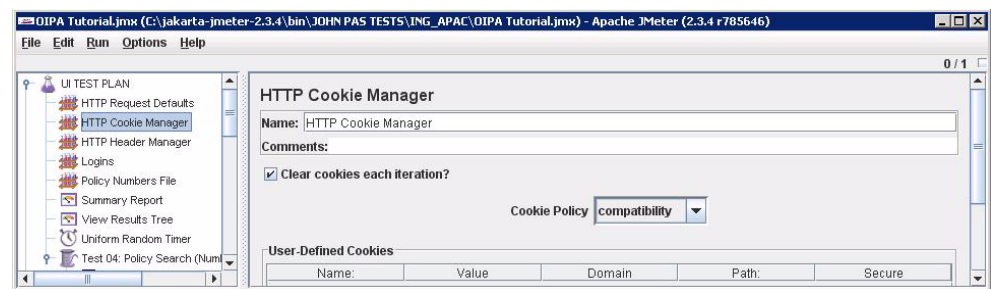 OIPA Tutorial.jmx (C:\jakarta-jmeter-2.3.4\bin\JOHN PAS TESTS\ING_APAC\OIPA Tutorial.jmx) - Apache JMeter (2.3.4 r785646)
File Edit Run Options Help
0 / 1
UI TEST PLAN
HTTP Request Defaults
HTTP Cookie Manager
HTTP Header Manager
Logins
Policy Numbers File
Summary Report
View Results Tree
Uniform Random Timer
Test 04: Policy Search (Numl
HTTP Cookie Manager
Name: HTTP Cookie Manager
Comments:
Clear cookies each iteration?
Cookie Policy compatibility
User-Defined Cookies
Name: Value Domain Path: Secure